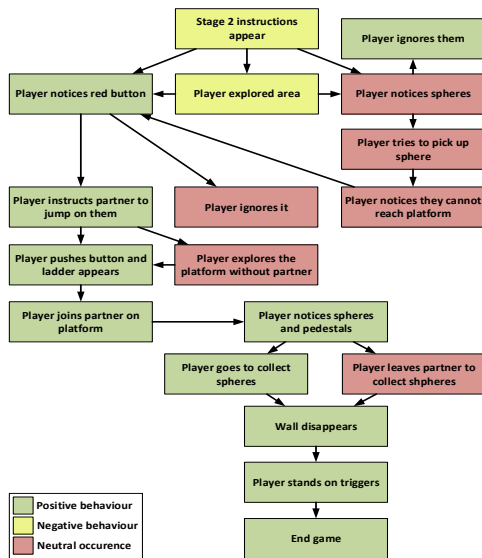 Stage 2 instructions
appear
Player ignores them
Player notices red button
Player explored area
Player notices spheres
Player tries to pick up
sphere
Player instructs partner to
jump on them
Player ignores it
Player notices they cannot
reach platform
Player pushes button and
ladder appears
Player explores the
platform without partner
Player joins partner on
platform
Player notices spheres
and pedestals
Player goes to collect
spheres
Player leaves partner to
collect shpheres
Wall disappears
Player stands on triggers
End game
Positive behaviour
Negative behaviour
Neutral occurence